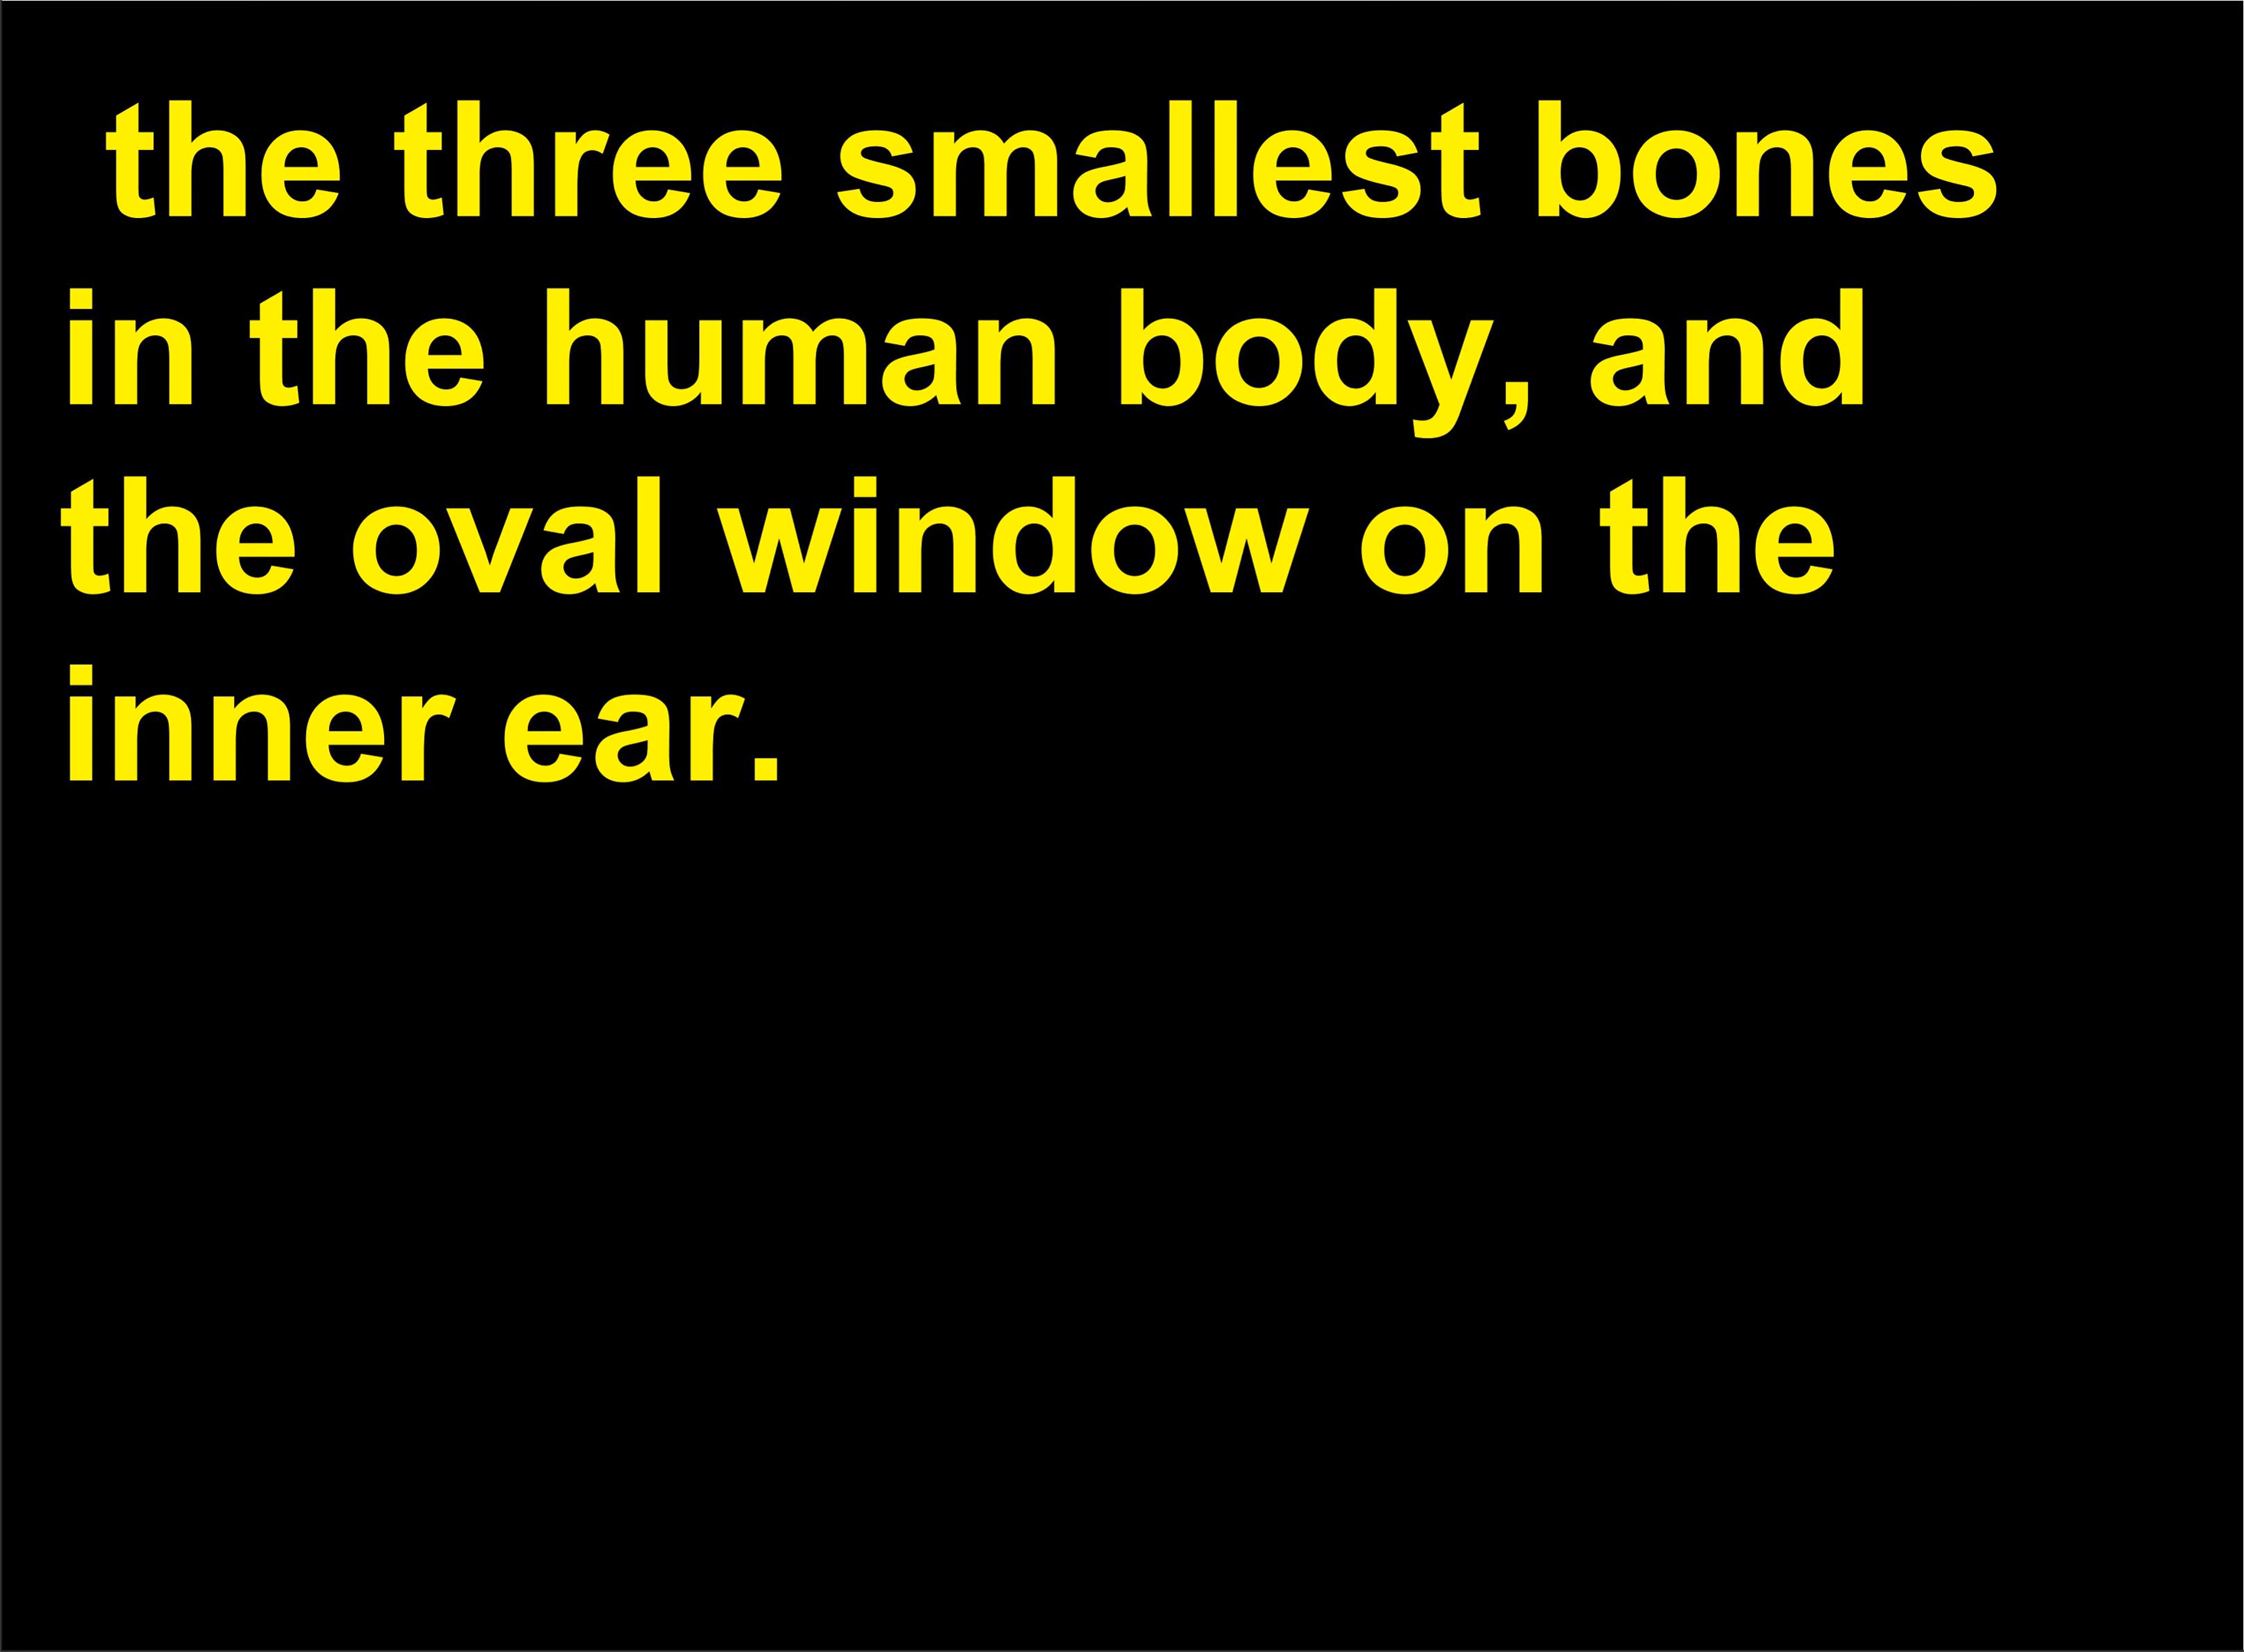 the three smallest bones
in the human body, and
the oval window on the
inner ear.